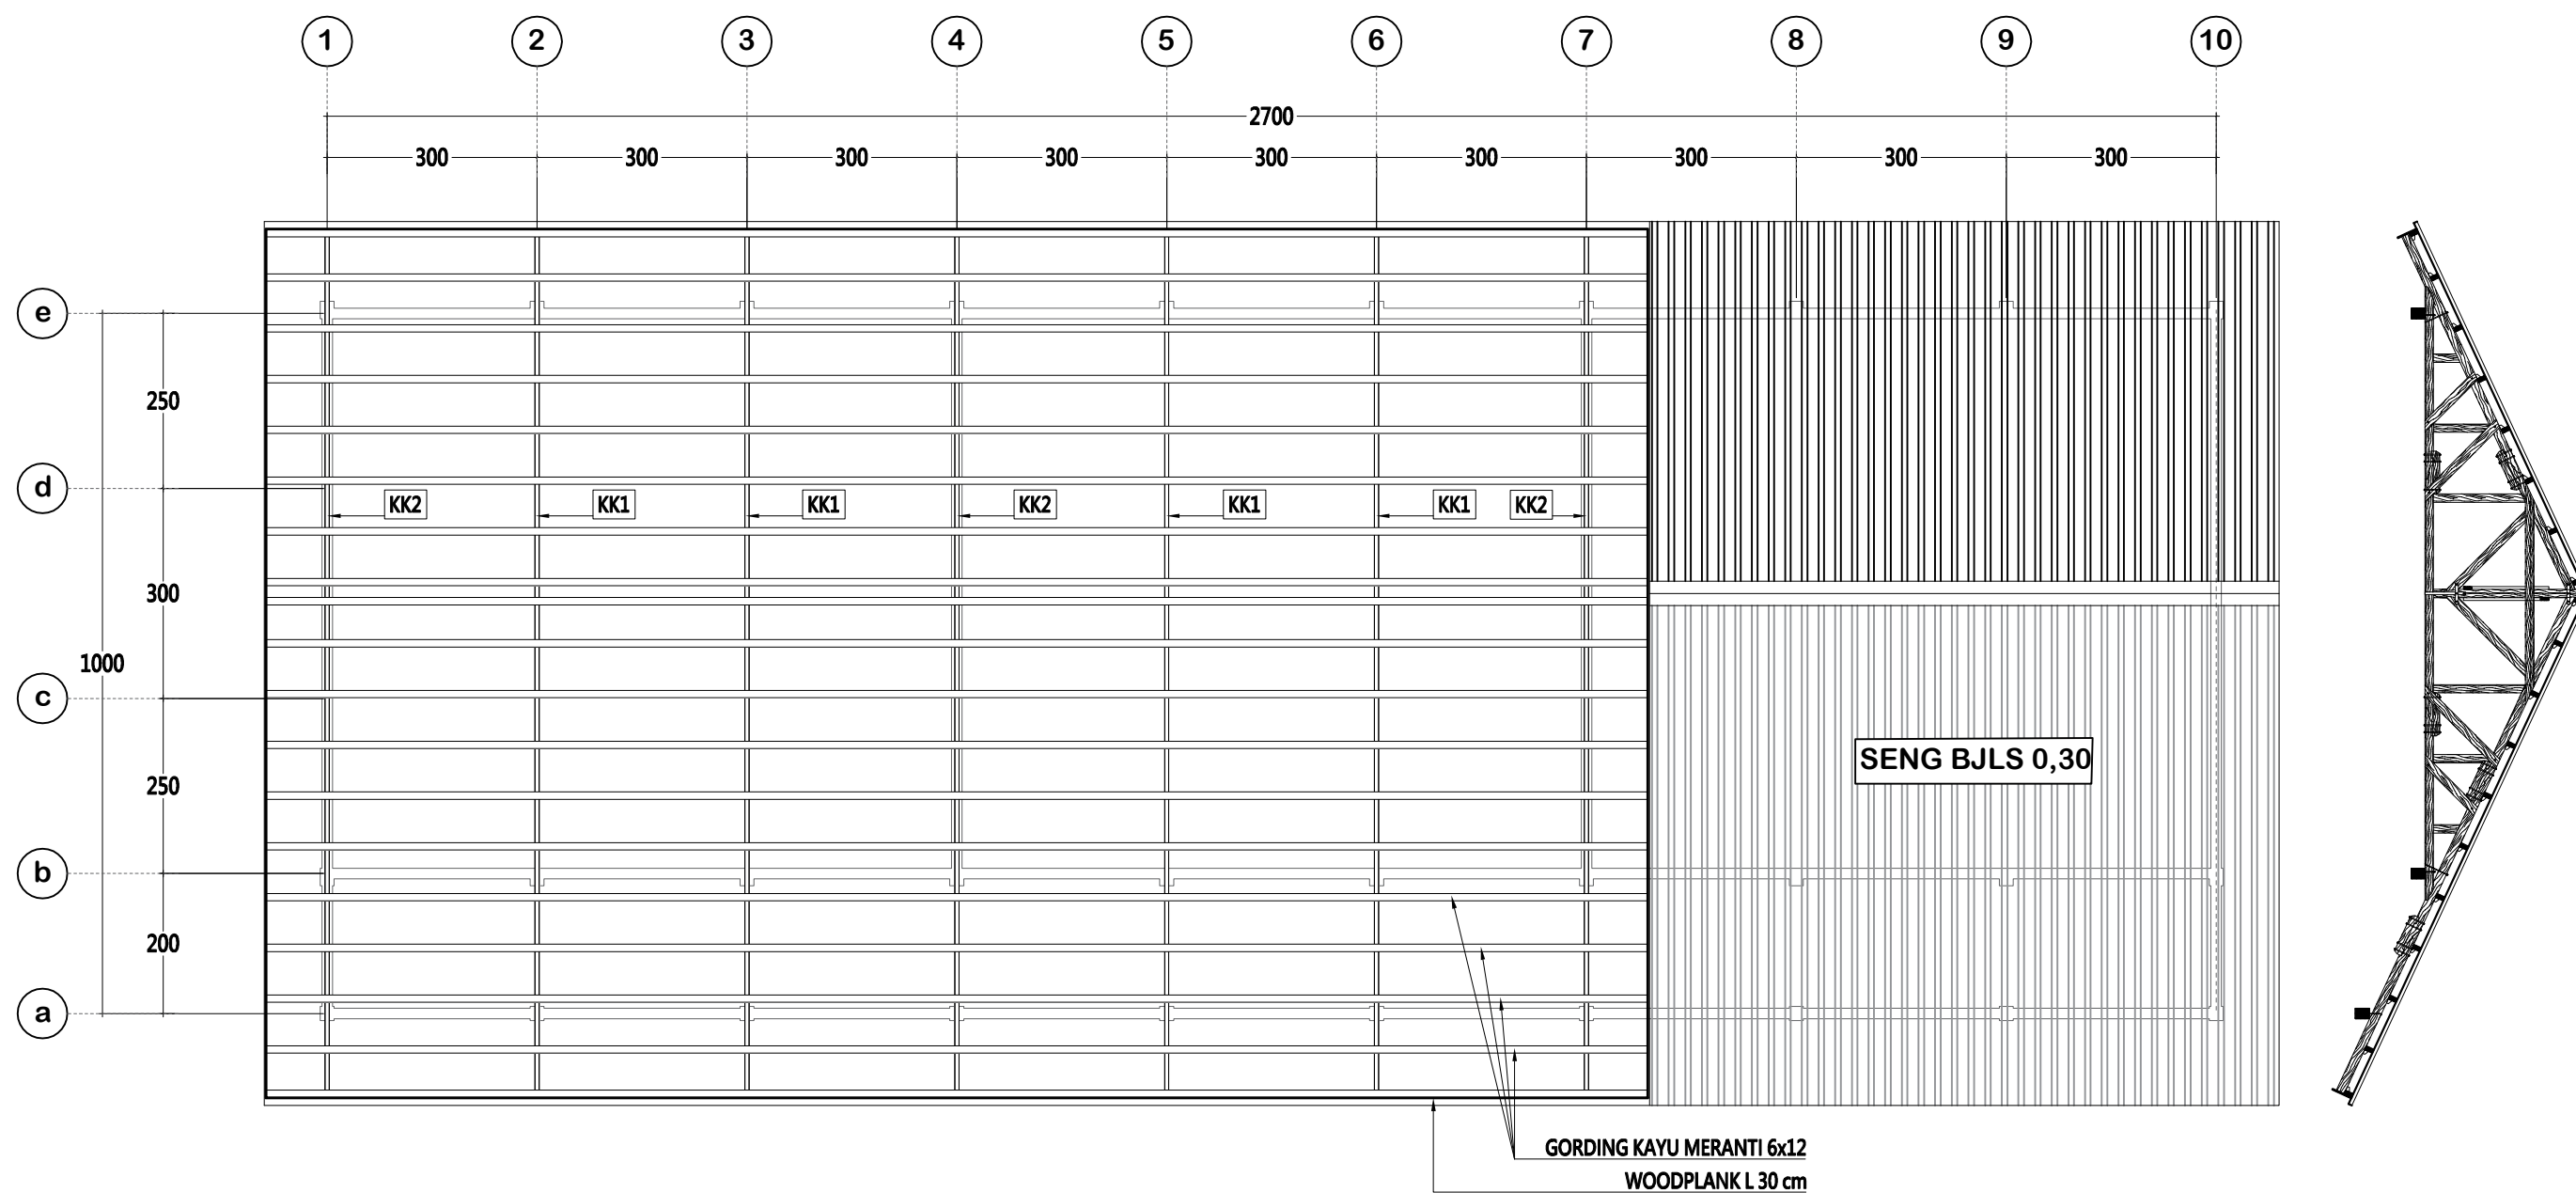 1 2 3 4 5 6 7 8 9 10
2700
300 300 300 300 300 300 300 300 300
e
250
d
KK2 KK1 KK1 KK2 KK1 KK1 KK2
300
1000
c
SENG BJLS 0,30
250
b
200
a
GORDING KAYU MERANTI 6x12
WOODPLANK L 30 cm